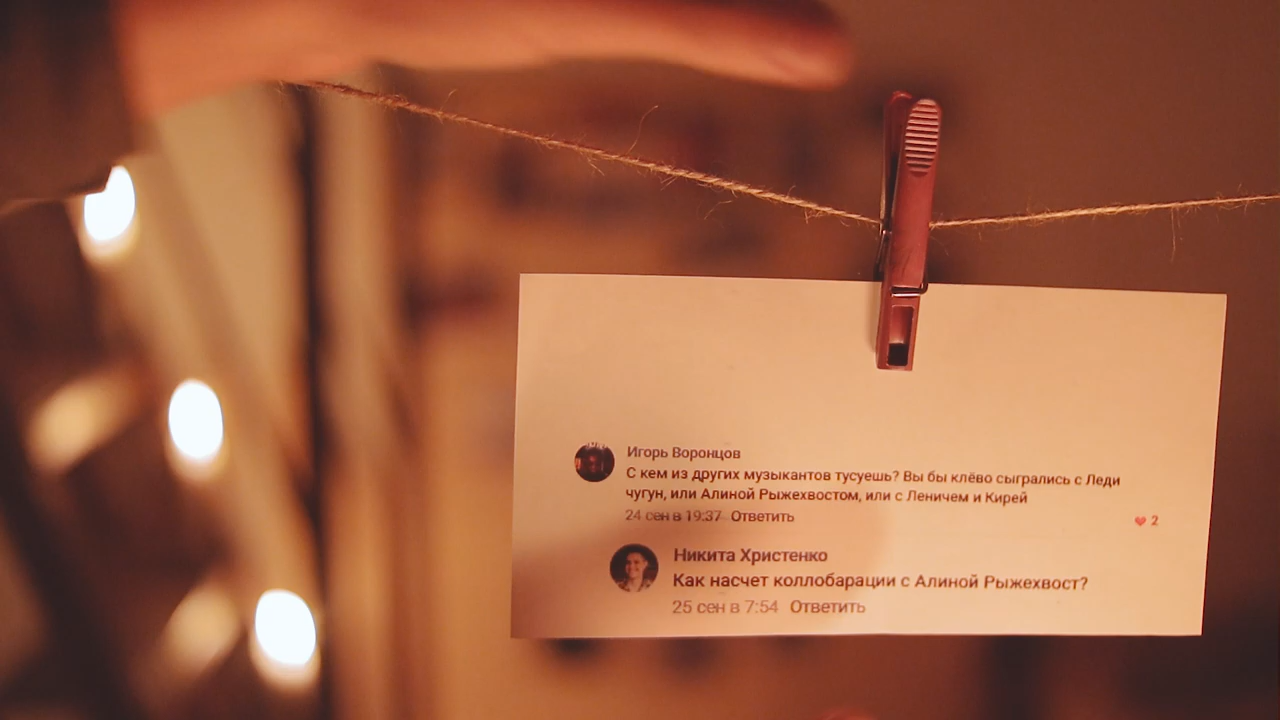 Игорь Воронцов
С кем из других музыкантов тусуешь? Вы бы клёво сыгрались с Леди
чугун, или Алиной Рыжехвостом, или с Леничем и Кирей
24 сен в 19:37 Ответить
2
Никита Христенко
Как насчет коллобарации с Алиной Рыжехвост?
25 сен в 7:54 Ответить